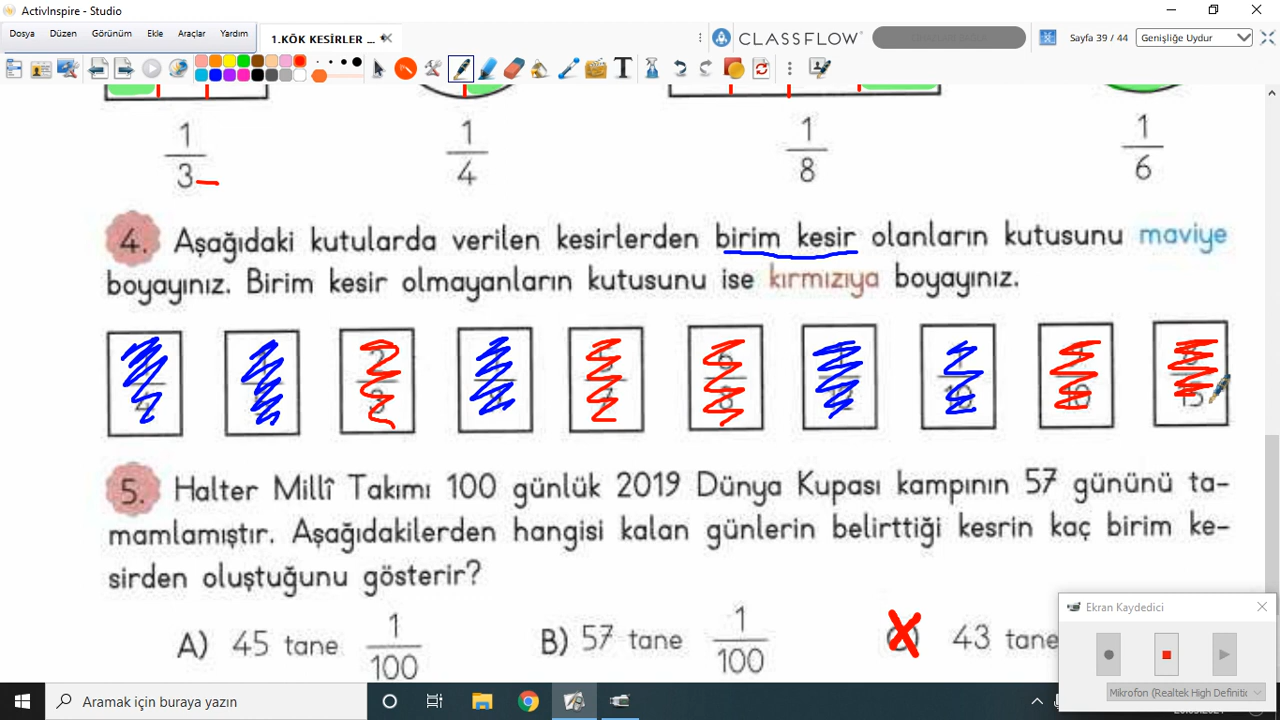 ActivInspire - Studio
Dosya Düzen Görünüm Ekle Araçlar Yardım
1.KÖK KESİRLER ...
CLASSFLOW
Sayfa 39 / 44
Genişliğe Uydur
1/3 1/4 1/8 1/6
4. Aşağıdaki kutularda verilen kesirlerden birim kesir olanların kutusunu maviye
boyayınız. Birim kesir olmayanların kutusunu ise kırmızıya boyayınız.
5. Halter Millî Takımı 100 günlük 2019 Dünya Kupası kampının 57 gününü ta-
mamlamıştır. Aşağıdakilerden hangisi kalan günlerin belirttiği kesrin kaç birim ke-
sirden oluştuğunu gösterir?
A) 45 tane 1/100 B) 57 tane 1/100 43 tane
Ekran Kaydedici
Mikrofon (Realtek High Definitic
Aramak için buraya yazın